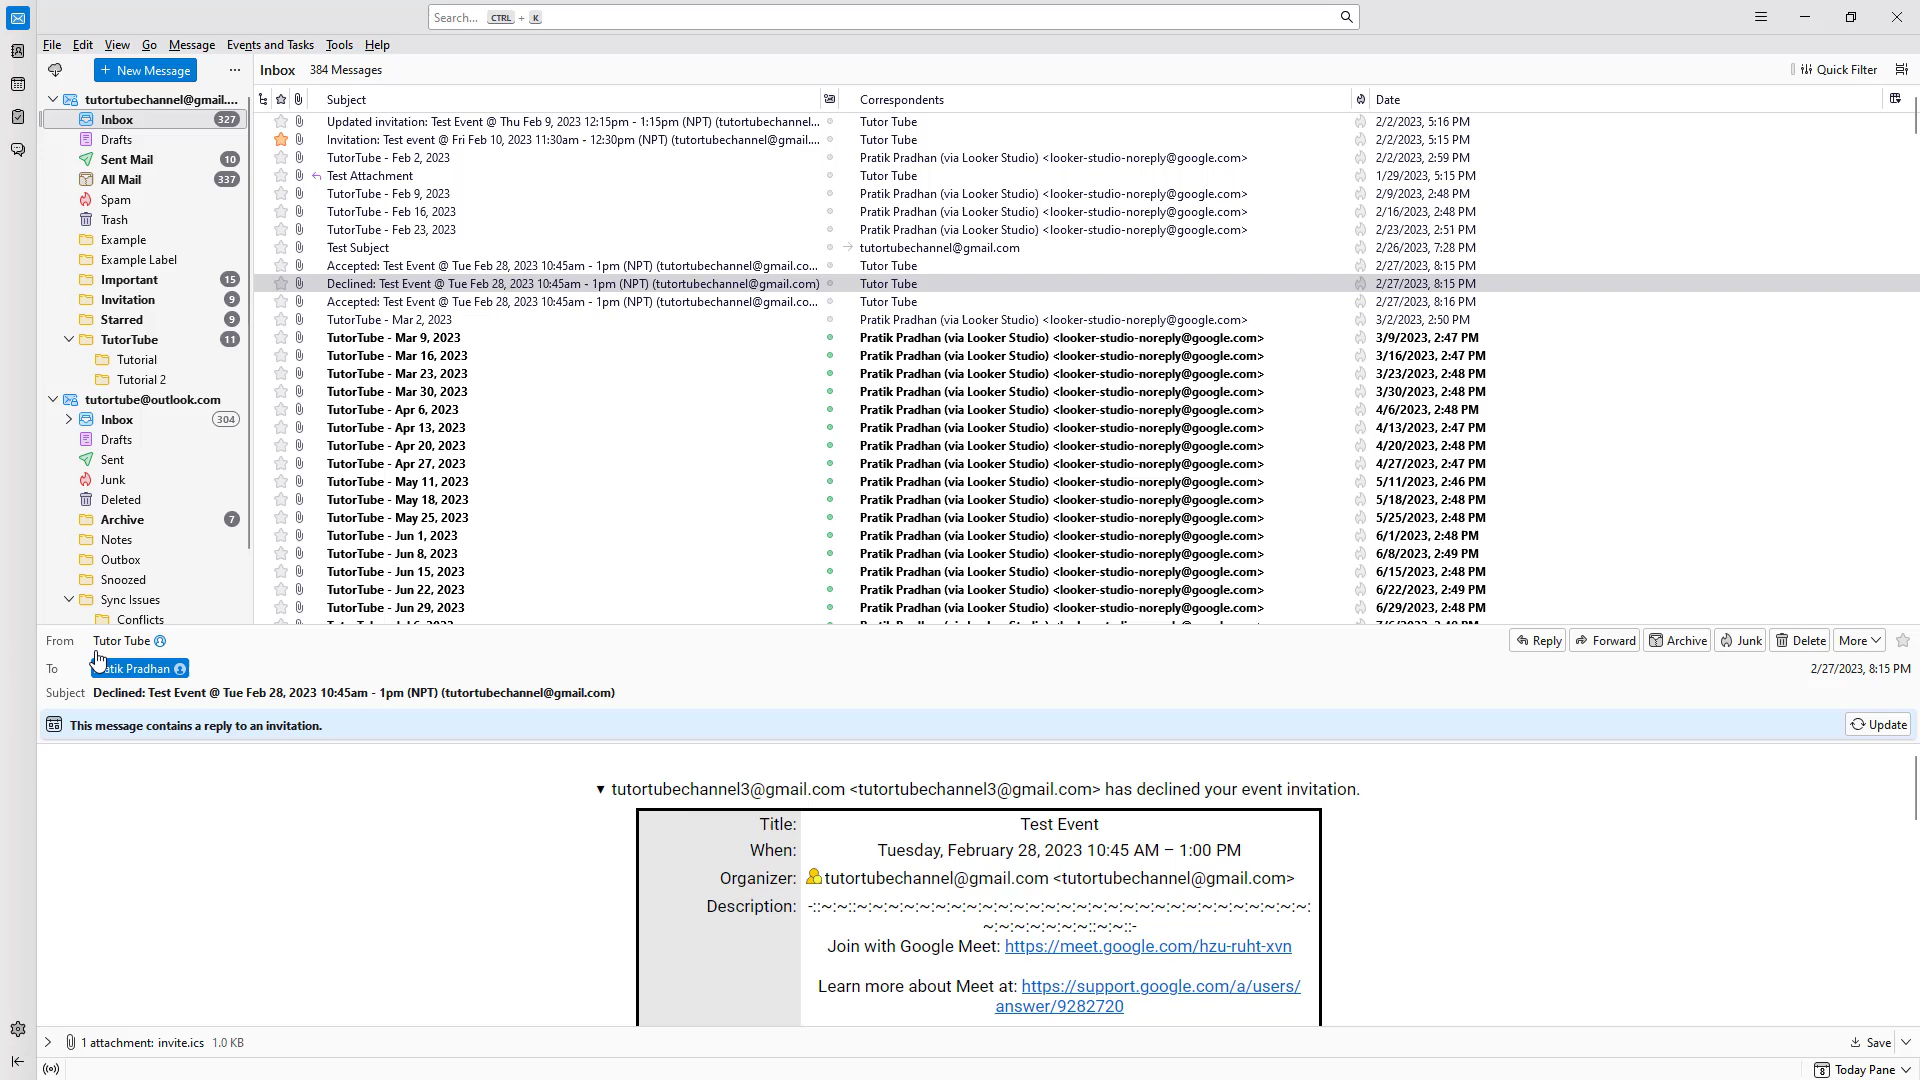 Search... CTRL + K
File Edit View Go Message Events and Tasks Tools Help
+ New Message ...
Inbox 384 Messages Quick Filter
Subject Correspondents Date
tutortubechannel@gmail....
Inbox 327
Drafts
Sent Mail 10
All Mail 337
Spam
Trash
Example
Example Label
Important 15
Invitation 9
Starred 9
TutorTube 11
Tutorial
Tutorial 2
tutortube@outlook.com
Inbox 304
Drafts
Sent
Junk
Deleted
Archive 7
Notes
Outbox
Snoozed
Sync Issues
Conflicts
Updated invitation: Test Event @ Thu Feb 9, 2023 12:15pm - 1:15pm (NPT) (tutortubechannel... Tutor Tube 2/2/2023, 5:16 PM
Invitation: Test event @ Fri Feb 10, 2023 11:30am - 12:30pm (NPT) (tutortubechannel@gmail.... Tutor Tube 2/2/2023, 5:15 PM
TutorTube - Feb 2, 2023 Pratik Pradhan (via Looker Studio) <looker-studio-noreply@google.com> 2/2/2023, 2:59 PM
Test Attachment Tutor Tube 1/29/2023, 5:15 PM
TutorTube - Feb 9, 2023 Pratik Pradhan (via Looker Studio) <looker-studio-noreply@google.com> 2/9/2023, 2:48 PM
TutorTube - Feb 16, 2023 Pratik Pradhan (via Looker Studio) <looker-studio-noreply@google.com> 2/16/2023, 2:48 PM
TutorTube - Feb 23, 2023 Pratik Pradhan (via Looker Studio) <looker-studio-noreply@google.com> 2/23/2023, 2:51 PM
Test Subject tutortubechannel@gmail.com 2/26/2023, 7:28 PM
Accepted: Test Event @ Tue Feb 28, 2023 10:45am - 1pm (NPT) (tutortubechannel@gmail.co... Tutor Tube 2/27/2023, 8:15 PM
Declined: Test Event @ Tue Feb 28, 2023 10:45am - 1pm (NPT) (tutortubechannel@gmail.com) Tutor Tube 2/27/2023, 8:15 PM
Accepted: Test Event @ Tue Feb 28, 2023 10:45am - 1pm (NPT) (tutortubechannel@gmail.co... Tutor Tube 2/27/2023, 8:16 PM
TutorTube - Mar 2, 2023 Pratik Pradhan (via Looker Studio) <looker-studio-noreply@google.com> 3/2/2023, 2:50 PM
TutorTube - Mar 9, 2023 Pratik Pradhan (via Looker Studio) <looker-studio-noreply@google.com> 3/9/2023, 2:47 PM
TutorTube - Mar 16, 2023 Pratik Pradhan (via Looker Studio) <looker-studio-noreply@google.com> 3/16/2023, 2:47 PM
TutorTube - Mar 23, 2023 Pratik Pradhan (via Looker Studio) <looker-studio-noreply@google.com> 3/23/2023, 2:48 PM
TutorTube - Mar 30, 2023 Pratik Pradhan (via Looker Studio) <looker-studio-noreply@google.com> 3/30/2023, 2:48 PM
TutorTube - Apr 6, 2023 Pratik Pradhan (via Looker Studio) <looker-studio-noreply@google.com> 4/6/2023, 2:48 PM
TutorTube - Apr 13, 2023 Pratik Pradhan (via Looker Studio) <looker-studio-noreply@google.com> 4/13/2023, 2:47 PM
TutorTube - Apr 20, 2023 Pratik Pradhan (via Looker Studio) <looker-studio-noreply@google.com> 4/20/2023, 2:48 PM
TutorTube - Apr 27, 2023 Pratik Pradhan (via Looker Studio) <looker-studio-noreply@google.com> 4/27/2023, 2:47 PM
TutorTube - May 11, 2023 Pratik Pradhan (via Looker Studio) <looker-studio-noreply@google.com> 5/11/2023, 2:46 PM
TutorTube - May 18, 2023 Pratik Pradhan (via Looker Studio) <looker-studio-noreply@google.com> 5/18/2023, 2:48 PM
TutorTube - May 25, 2023 Pratik Pradhan (via Looker Studio) <looker-studio-noreply@google.com> 5/25/2023, 2:48 PM
TutorTube - Jun 1, 2023 Pratik Pradhan (via Looker Studio) <looker-studio-noreply@google.com> 6/1/2023, 2:48 PM
TutorTube - Jun 8, 2023 Pratik Pradhan (via Looker Studio) <looker-studio-noreply@google.com> 6/8/2023, 2:49 PM
TutorTube - Jun 15, 2023 Pratik Pradhan (via Looker Studio) <looker-studio-noreply@google.com> 6/15/2023, 2:48 PM
TutorTube - Jun 22, 2023 Pratik Pradhan (via Looker Studio) <looker-studio-noreply@google.com> 6/22/2023, 2:49 PM
TutorTube - Jun 29, 2023 Pratik Pradhan (via Looker Studio) <looker-studio-noreply@google.com> 6/29/2023, 2:48 PM
From Tutor Tube Reply Forward Archive Junk Delete More
To Pradhan 2/27/2023, 8:15 PM
Subject Declined: Test Event @ Tue Feb 28, 2023 10:45am - 1pm (NPT) (tutortubechannel@gmail.com)
This message contains a reply to an invitation. Update
tutortubechannel3@gmail.com <tutortubechannel3@gmail.com> has declined your event invitation.
Title: Test Event
When: Tuesday, February 28, 2023 10:45 AM – 1:00 PM
Organizer: tutortubechannel@gmail.com <tutortubechannel@gmail.com>
Description: -::~:~::~:~:~:~:~:~:~:~:~:~:~:~:~:~:~:~:~:~:~:~:~:~:~:~:~:~:~:~:~:
~:~:~:~:~:~:~::~:~::-
Join with Google Meet: https://meet.google.com/hzu-ruht-xvn
Learn more about Meet at: https://support.google.com/a/users/
answer/9282720
1 attachment: invite.ics 1.0 KB Save
8 Today Pane